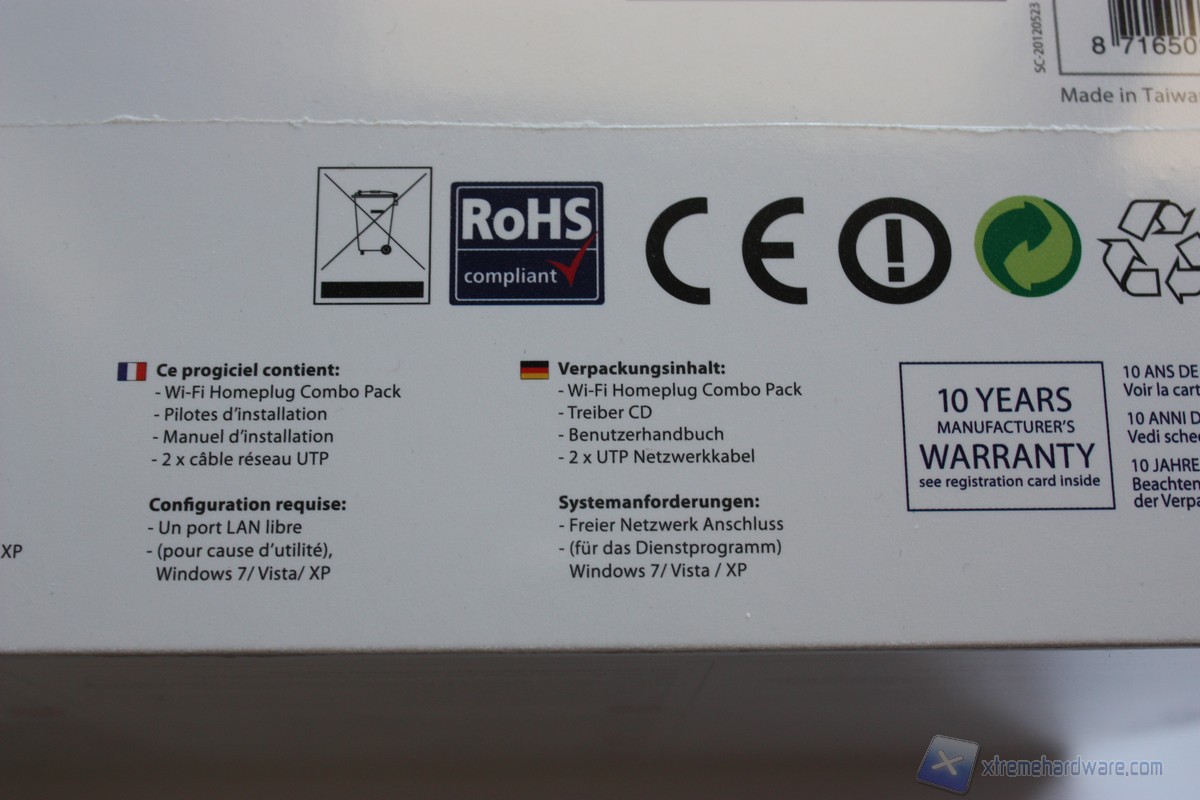 SC-20120523
8 71650
Made in Taiwa
RoHS
compliant
CE
Ce progiciel contient:
- Wi-Fi Homeplug Combo Pack
- Pilotes d'installation
- Manuel d'installation
- 2 x câble réseau UTP
Configuration requise:
- Un port LAN libre
- (pour cause d'utilité),
Windows 7/ Vista/ XP
XP
Verpackungsinhalt:
- Wi-Fi Homeplug Combo Pack
- Treiber CD
- Benutzerhandbuch
- 2 x UTP Netzwerkkabel
Systemanforderungen:
- Freier Netzwerk Anschluss
- (für das Dienstprogramm)
Windows 7/ Vista / XP
10 YEARS
MANUFACTURER'S
WARRANTY
see registration card inside
10 ANS DE
Voir la cart
10 ANNI D
Vedi sche
10 JAHRE
Beachten
der Verpa
xtremehardware.com